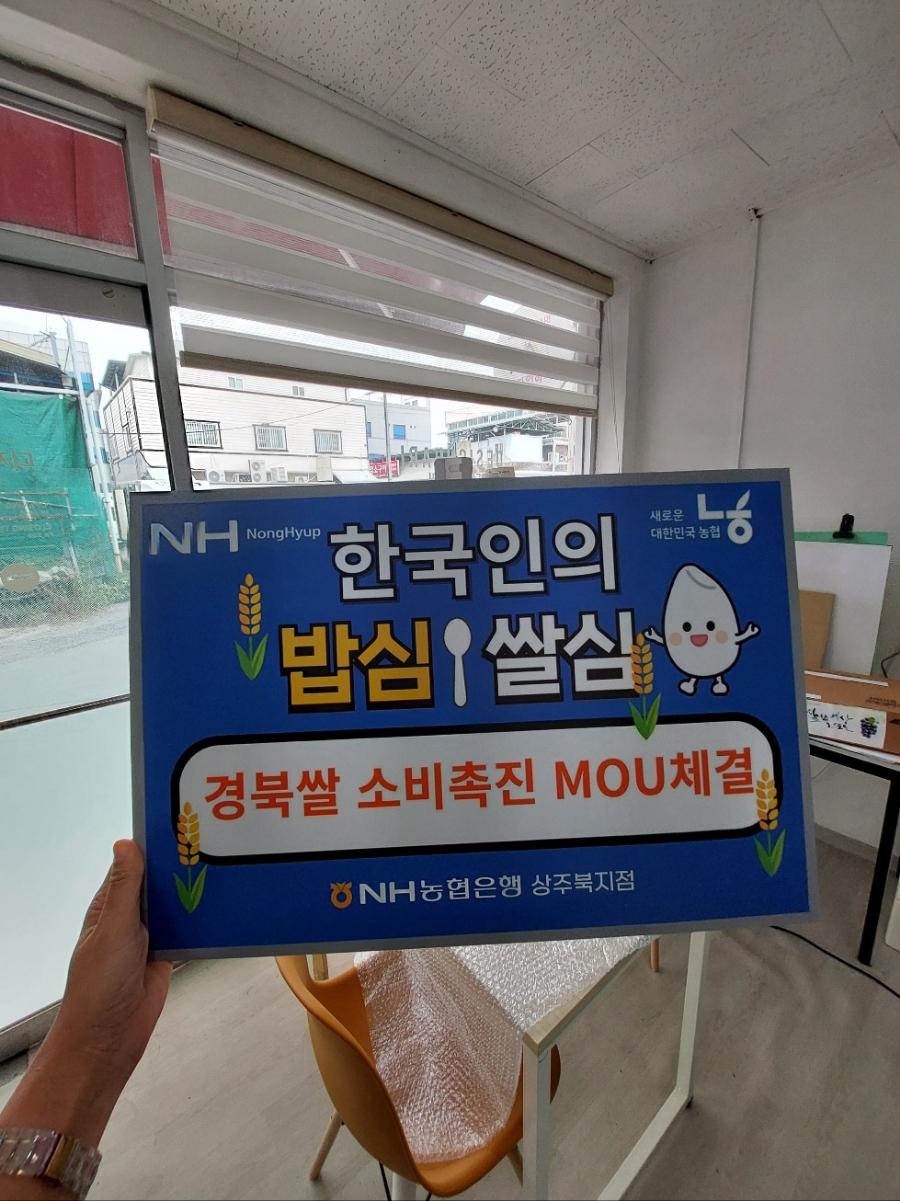 NH NongHyup
한국인의
새로운
대한민국 농협
농
밥심 쌀심
경북쌀 소비촉진 MOU체결
NH농협은행 상주북지점